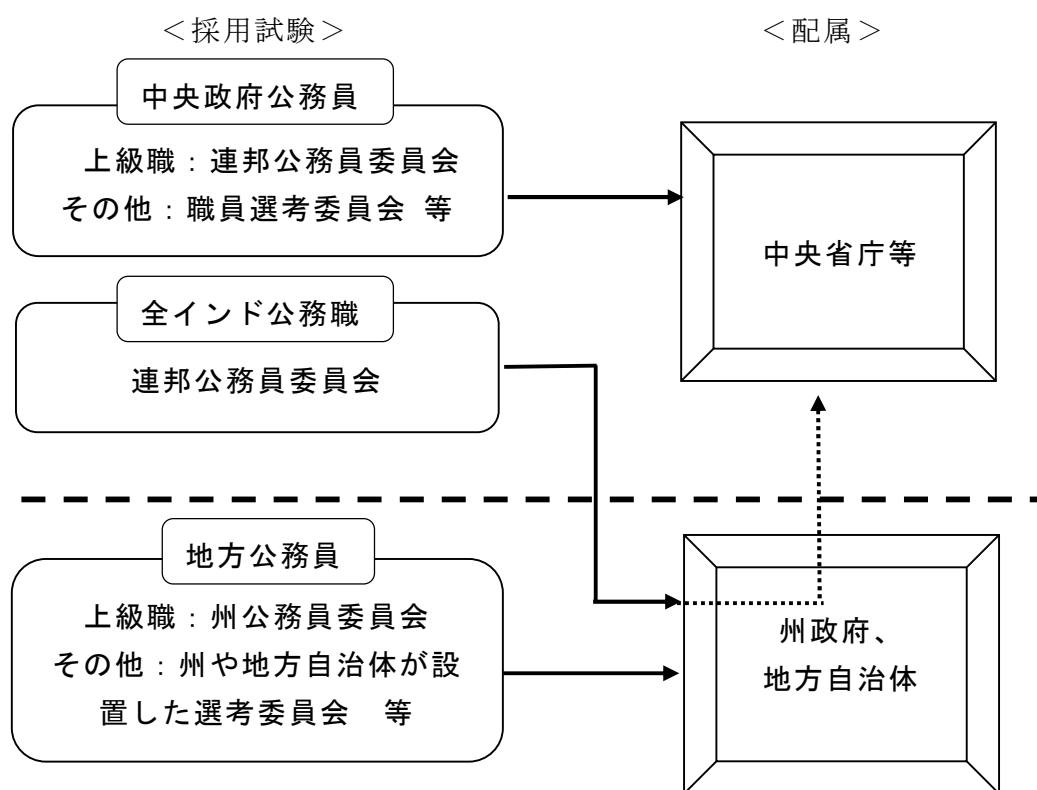 ＜採用試験＞
＜配属＞
中央政府公務員
上級職：連邦公務員委員会
その他：職員選考委員会 等
中央省庁等
全インド公務職
連邦公務員委員会
地方公務員
上級職：州公務員委員会
その他：州や地方自治体が設
置した選考委員会　等
州政府、
地方自治体